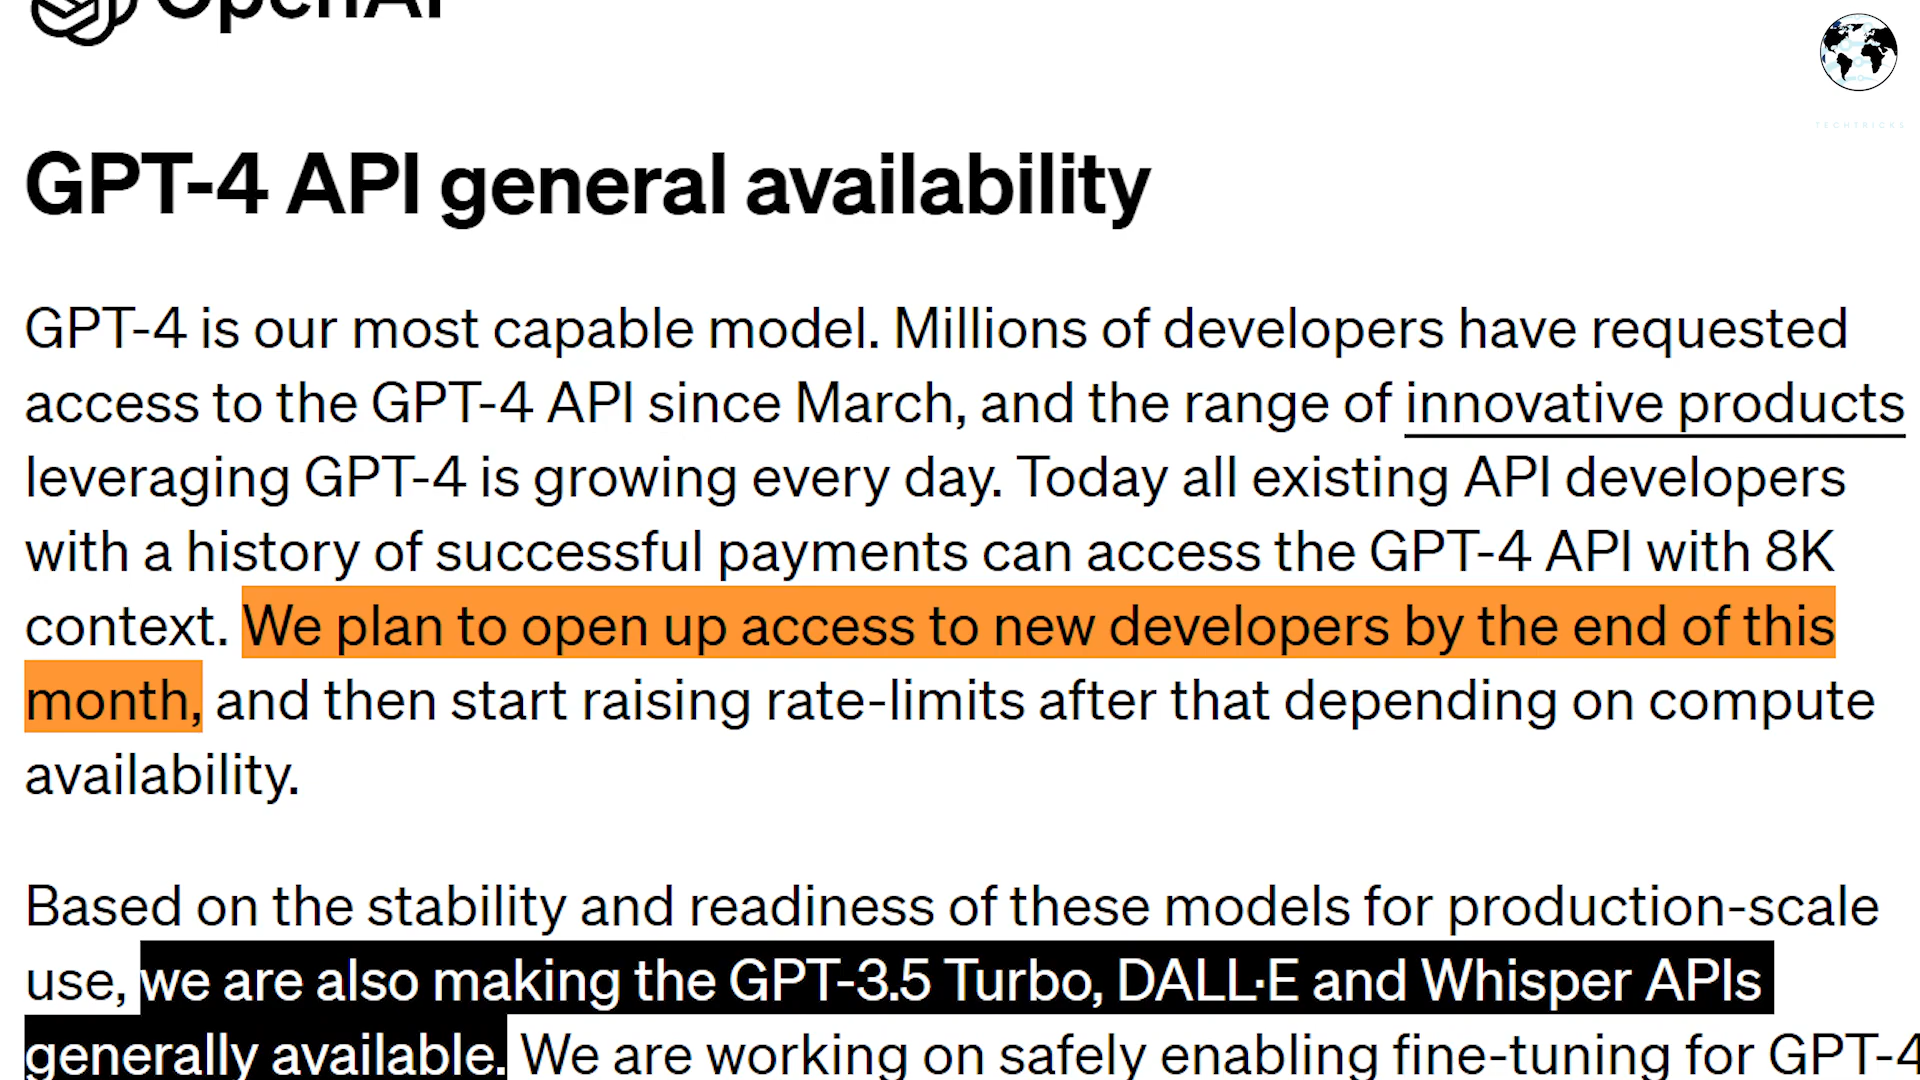 OpenAI
TECHTRICKS
GPT-4 API general availability
GPT-4 is our most capable model. Millions of developers have requested
access to the GPT-4 API since March, and the range of innovative products
leveraging GPT-4 is growing every day. Today all existing API developers
with a history of successful payments can access the GPT-4 API with 8K
context. We plan to open up access to new developers by the end of this
month, and then start raising rate-limits after that depending on compute
availability.
Based on the stability and readiness of these models for production-scale
use, we are also making the GPT-3.5 Turbo, DALL·E and Whisper APIs
generally available. We are working on safely enabling fine-tuning for GPT-4